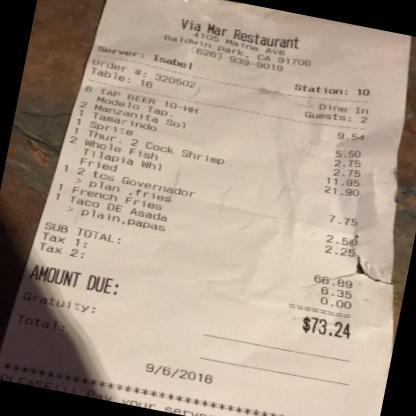 Via Mar Restaurant
4105 Maine Ave
Baldwin park, CA 91706
(626) 939-9019
Server: Isabel
Station: 10
Order #: 320502
Dine In
Table: 16
Guests: 2
6 TAP BEER 10-HH 9.54
Modelo Tap.
2 Manzanita Sol 5.50
1 Tamarindo 2.75
1 Sprite 2.75
1 Thur. 2 Cock Shrimp 11.95
2 Whole Fish 21.90
Tilapia Whl
Fried
1 2 tcs Governador 7.75
> plan .fries
1 French Fries 2.50
1 Taco DE Asada 2.25
> plain,papas
SUB TOTAL: 66.89
Tax 1: 6.35
Tax 2: 0.00
========
AMOUNT DUE: $73.24
Gratuity:
Total:
9/6/2018
PLEASE!!! Pay your server